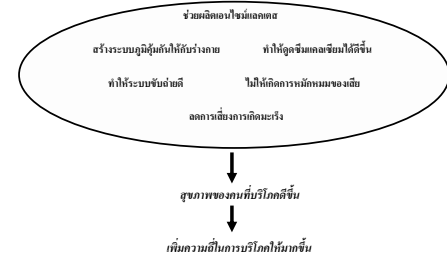 ช่วยผลิตเอนไซม์แลคเตส
สร้างระบบภูมิคุ้มกันให้กับร่างกาย ทำให้ดูดซึมแคลเซียมได้ดีขึ้น
ทำให้ระบบขับถ่ายดี ไม่ให้เกิดการหมักหมมของเสีย
ลดการเสี่ยงการเกิดมะเร็ง
สุขภาพของคนที่บริโภคดีขึ้น
เพิ่มความถี่ในการบริโภคให้มากขึ้น